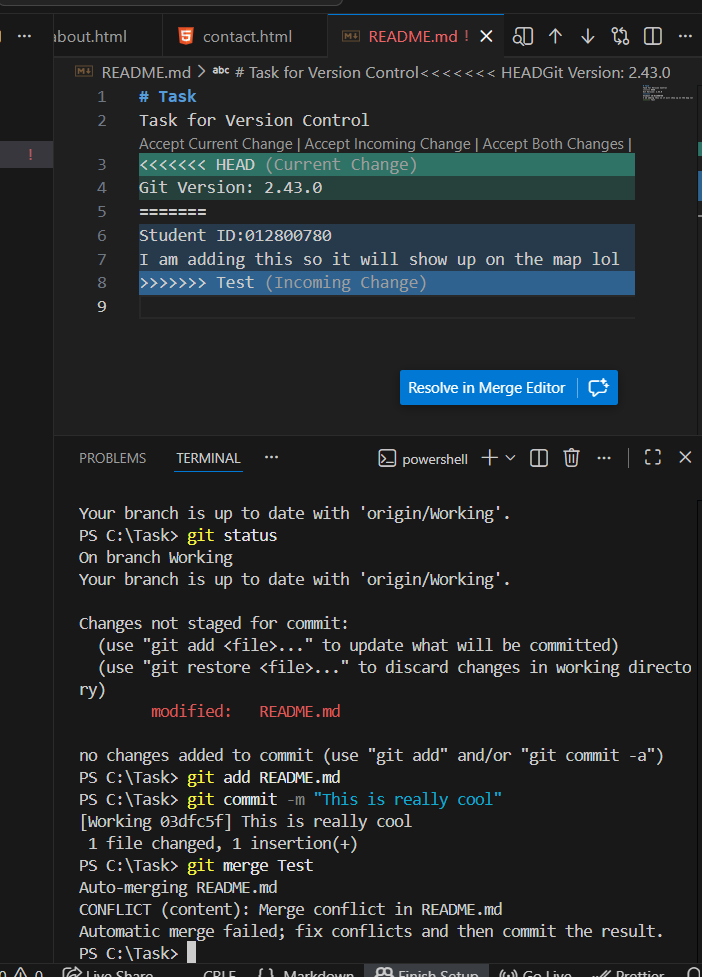 about.html contact.html README.md !
README.md > # Task for Version Control<<<<<<< HEADGit Version: 2.43.0
1 # Task
2 Task for Version Control
Accept Current Change | Accept Incoming Change | Accept Both Changes |
3 <<<<<<< HEAD (Current Change)
4 Git Version: 2.43.0
5 =======
6 Student ID:012800780
7 I am adding this so it will show up on the map lol
8 >>>>>>> Test (Incoming Change)
9
!
Resolve in Merge Editor
PROBLEMS TERMINAL ... powershell
Your branch is up to date with 'origin/Working'.
PS C:\Task> git status
On branch Working
Your branch is up to date with 'origin/Working'.
Changes not staged for commit:
  (use "git add <file>..." to update what will be committed)
  (use "git restore <file>..." to discard changes in working directo
ry)
        modified:   README.md
no changes added to commit (use "git add" and/or "git commit -a")
PS C:\Task> git add README.md
PS C:\Task> git commit -m "This is really cool"
[Working 03dfc5f] This is really cool
 1 file changed, 1 insertion(+)
PS C:\Task> git merge Test
Auto-merging README.md
CONFLICT (content): Merge conflict in README.md
Automatic merge failed; fix conflicts and then commit the result.
PS C:\Task>
0 0 Live Share CRLF {} Markdown Finish Setup Go Live Prettier